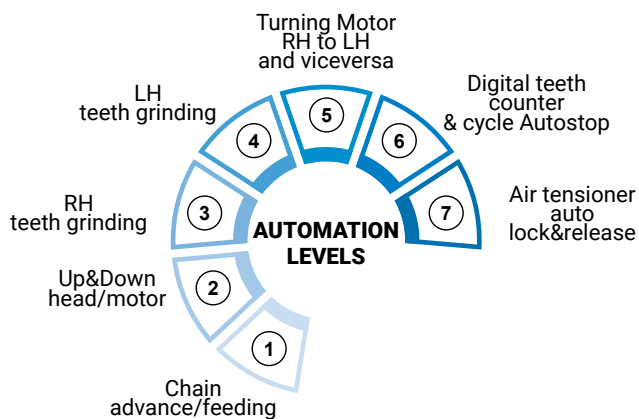 Turning Motor
RH to LH
and viceversa
LH
teeth grinding
Digital teeth
counter
& cycle Autostop
5
4
6
RH
teeth grinding
3
7
Air tensioner
auto
lock&release
AUTOMATION
LEVELS
Up&Down
head/motor
2
1
Chain
advance/feeding